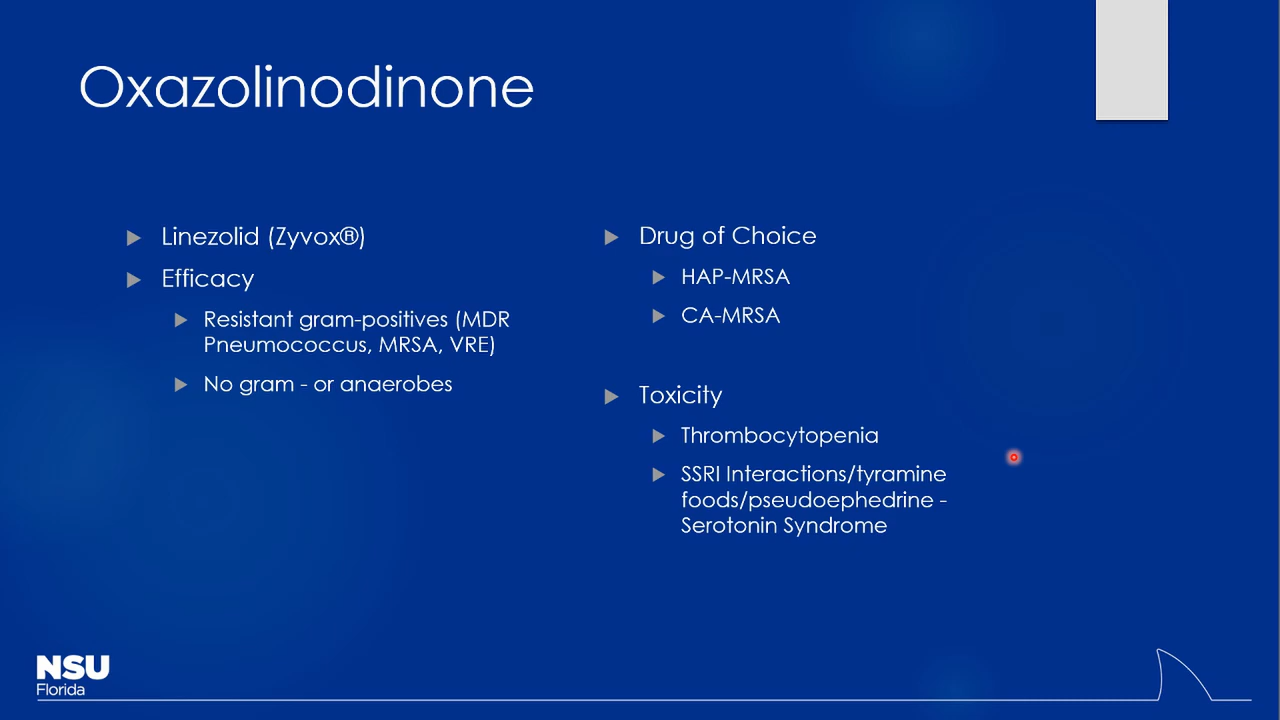 Oxazolinodinone
Linezolid (Zyvox®)
Efficacy
Resistant gram-positives (MDR
Pneumococcus, MRSA, VRE)
No gram - or anaerobes
Drug of Choice
HAP-MRSA
CA-MRSA
Toxicity
Thrombocytopenia
SSRI Interactions/tyramine
foods/pseudoephedrine -
Serotonin Syndrome
NSU
Florida